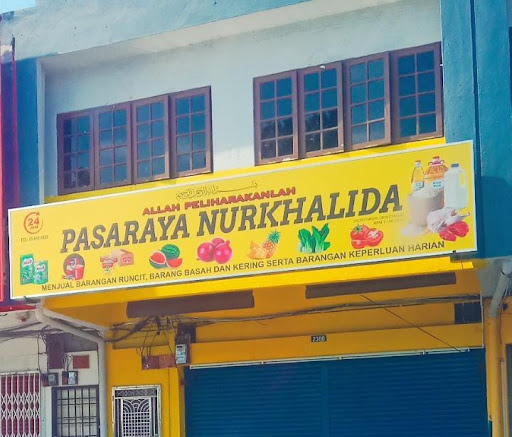 ALLAH PELIHARAKANLAH
PASARAYA NURKHALIDA
24
MENJUAL BARANGAN RUNCIT, BARANG BASAH DAN KERING SERTA BARANGAN KEPERLUAN HARIAN